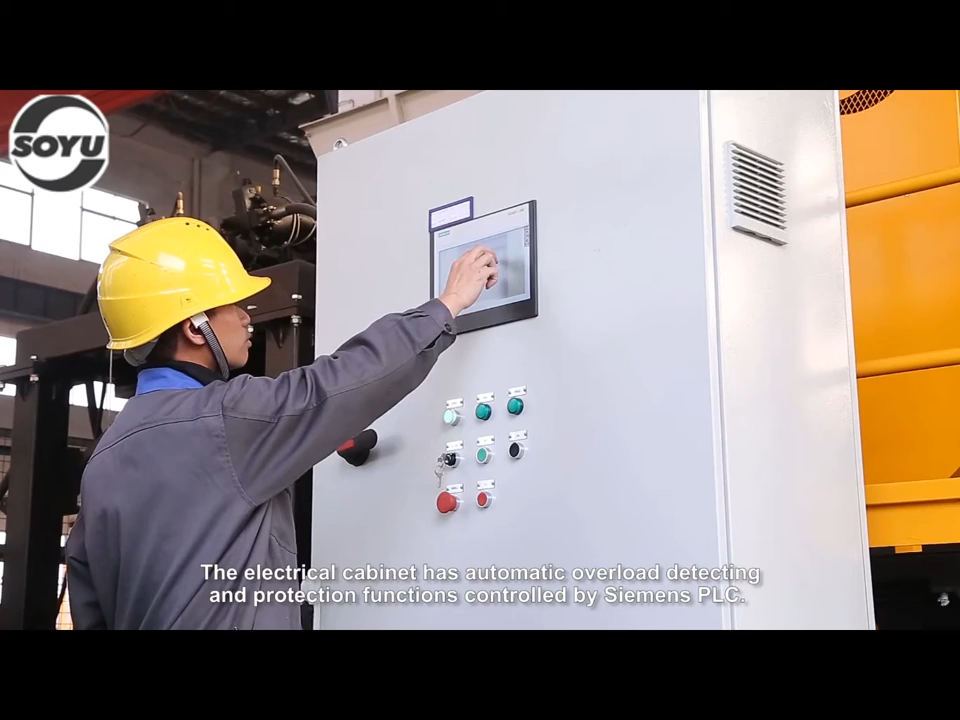 SOYU
The electrical cabinet has automatic overload detecting
and protection functions controlled by Siemens PLC.